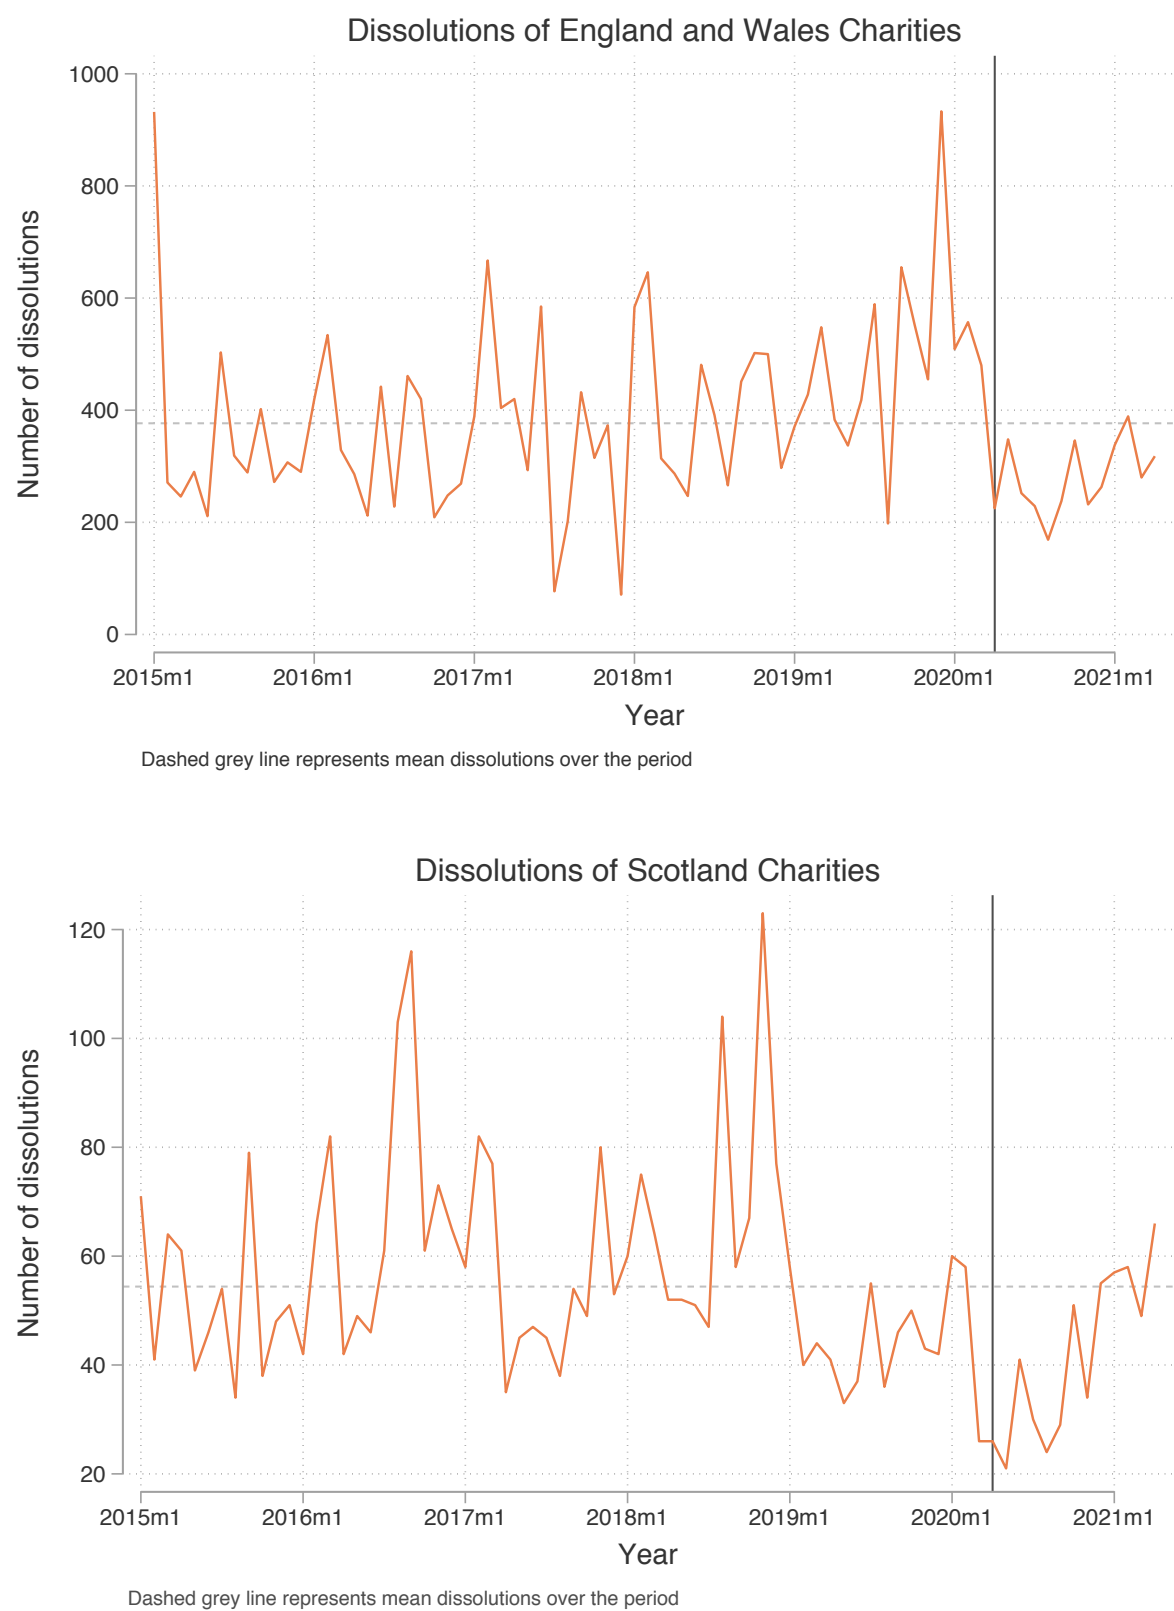 Dissolutions of England and Wales Charities
1000
800
600
400
200
0
Number of dissolutions
2015m1 2016m1 2017m1 2018m1 2019m1 2020m1 2021m1
Year
Dashed grey line represents mean dissolutions over the period
Dissolutions of Scotland Charities
120
100
80
60
40
20
Number of dissolutions
2015m1 2016m1 2017m1 2018m1 2019m1 2020m1 2021m1
Year
Dashed grey line represents mean dissolutions over the period